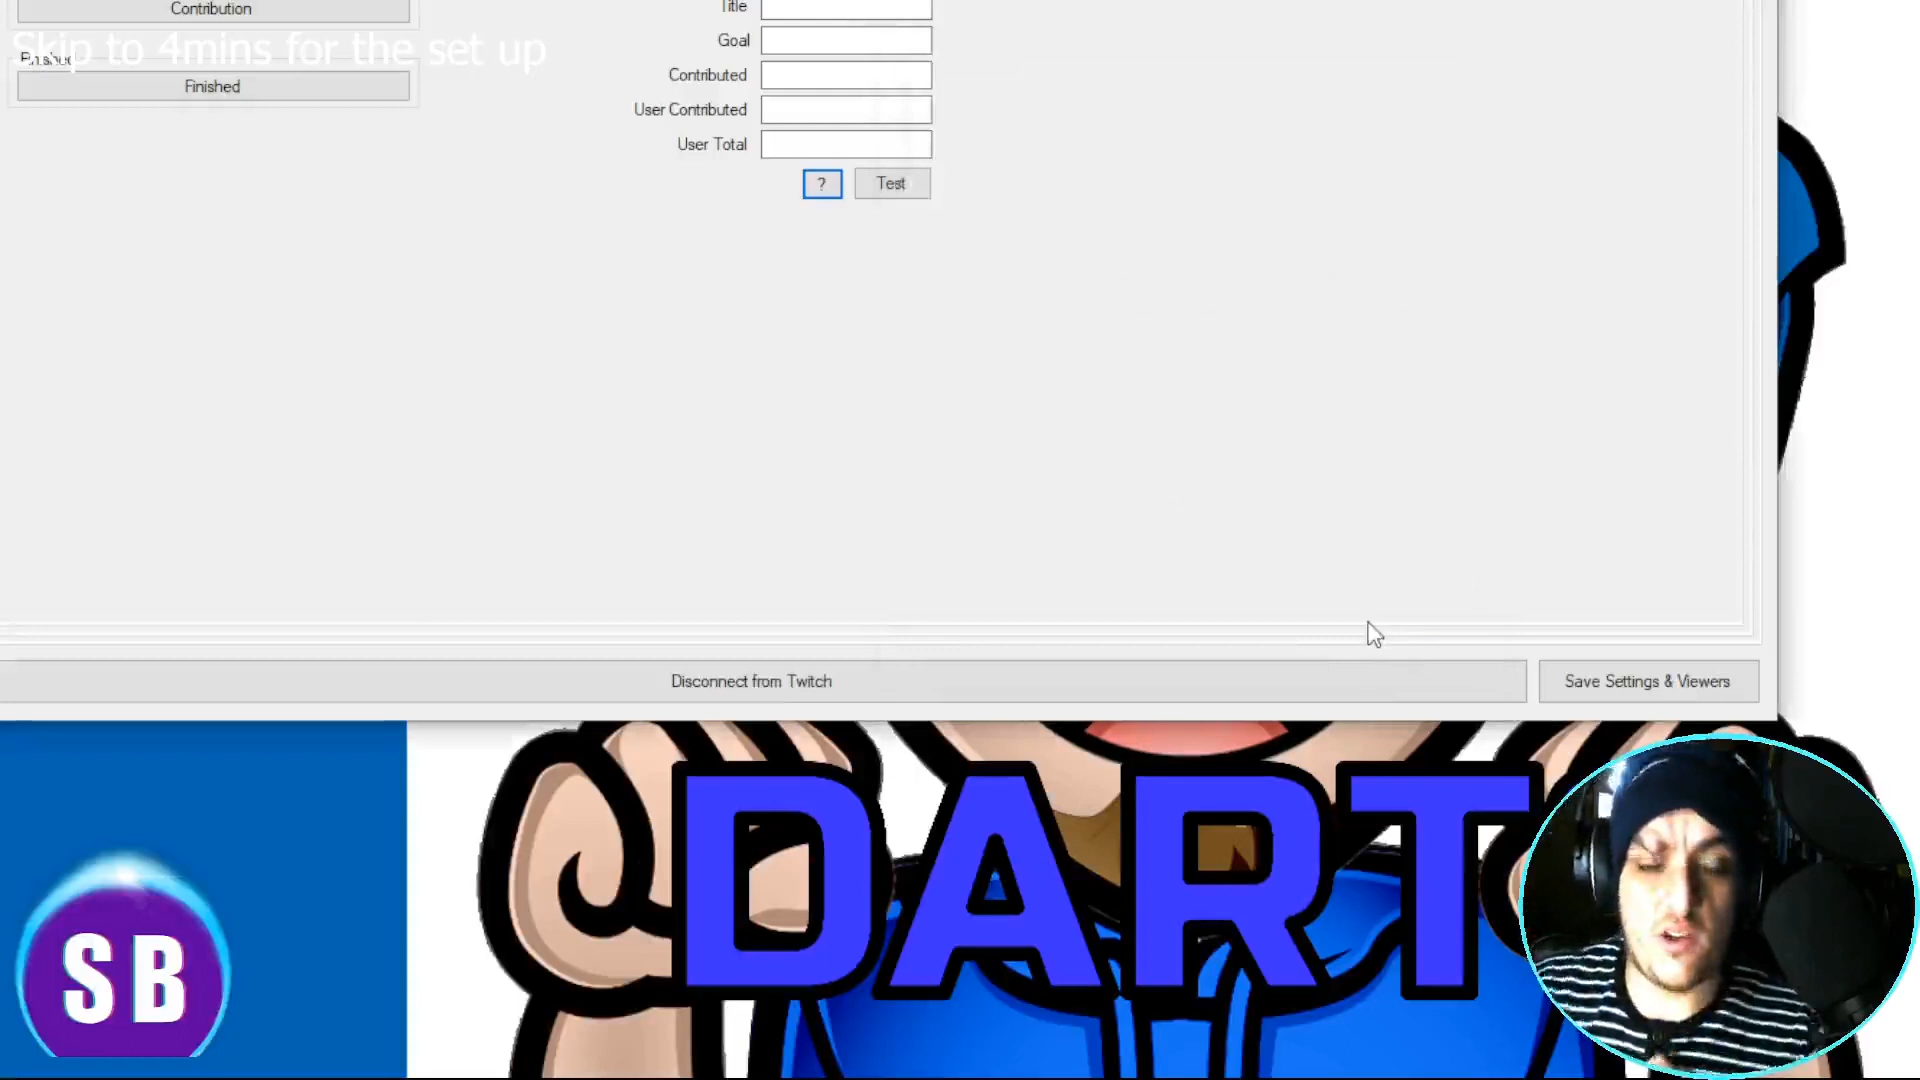 Contribution
Title
Skip to 4mins for the set up
Goal
Finished
Contributed
Finished
User Contributed
User Total
?
Test
Disconnect from Twitch
Save Settings & Viewers
DART
SB